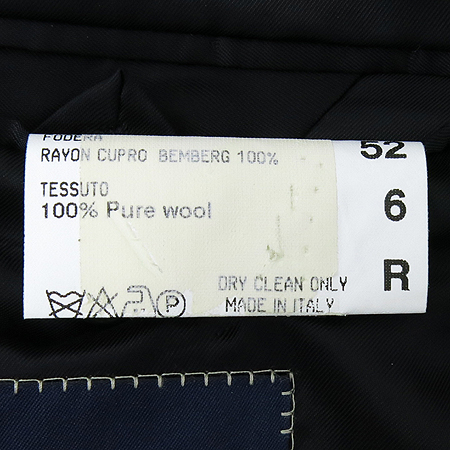 FODERA
RAYON CUPRO BEMBERG 100%
TESSUTO
100% Pure wool
DRY CLEAN ONLY
MADE IN ITALY
P
52
6
R